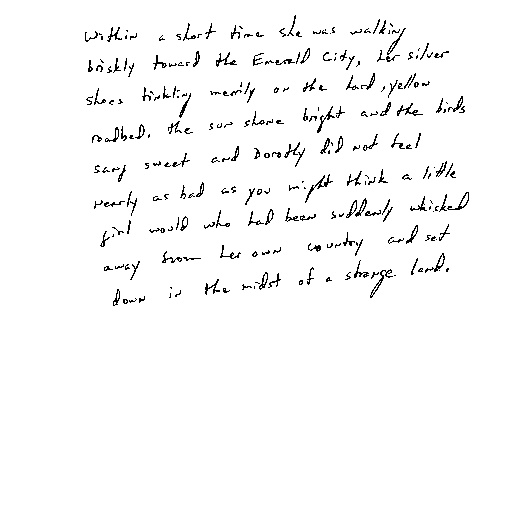 Within a short time she was walking
briskly toward the Emerald City, her silver
shoes tinkling merrily on the hard, yellow
roadbed. The sun shone bright and the birds
sang sweet and Dorothy did not feel
nearly as bad as you might think a little
girl would who had been suddenly whisked
away from her own country and set
down in the midst of a strange land.